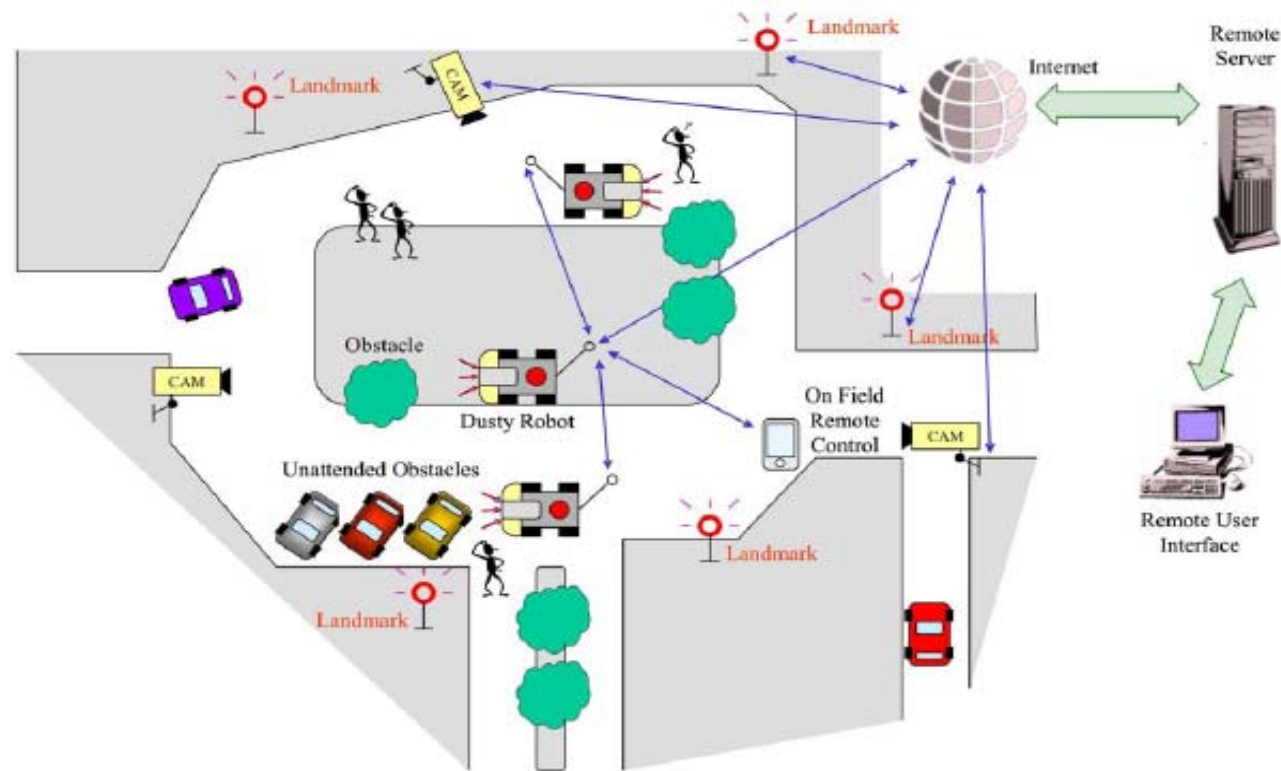 Landmark
Remote
Server
Landmark
CAM
Internet
Landmark
Obstacle
CAM
Dusty Robot
On Field
Remote
Control
CAM
Unattended Obstacles
Landmark
Landmark
Remote User
Interface